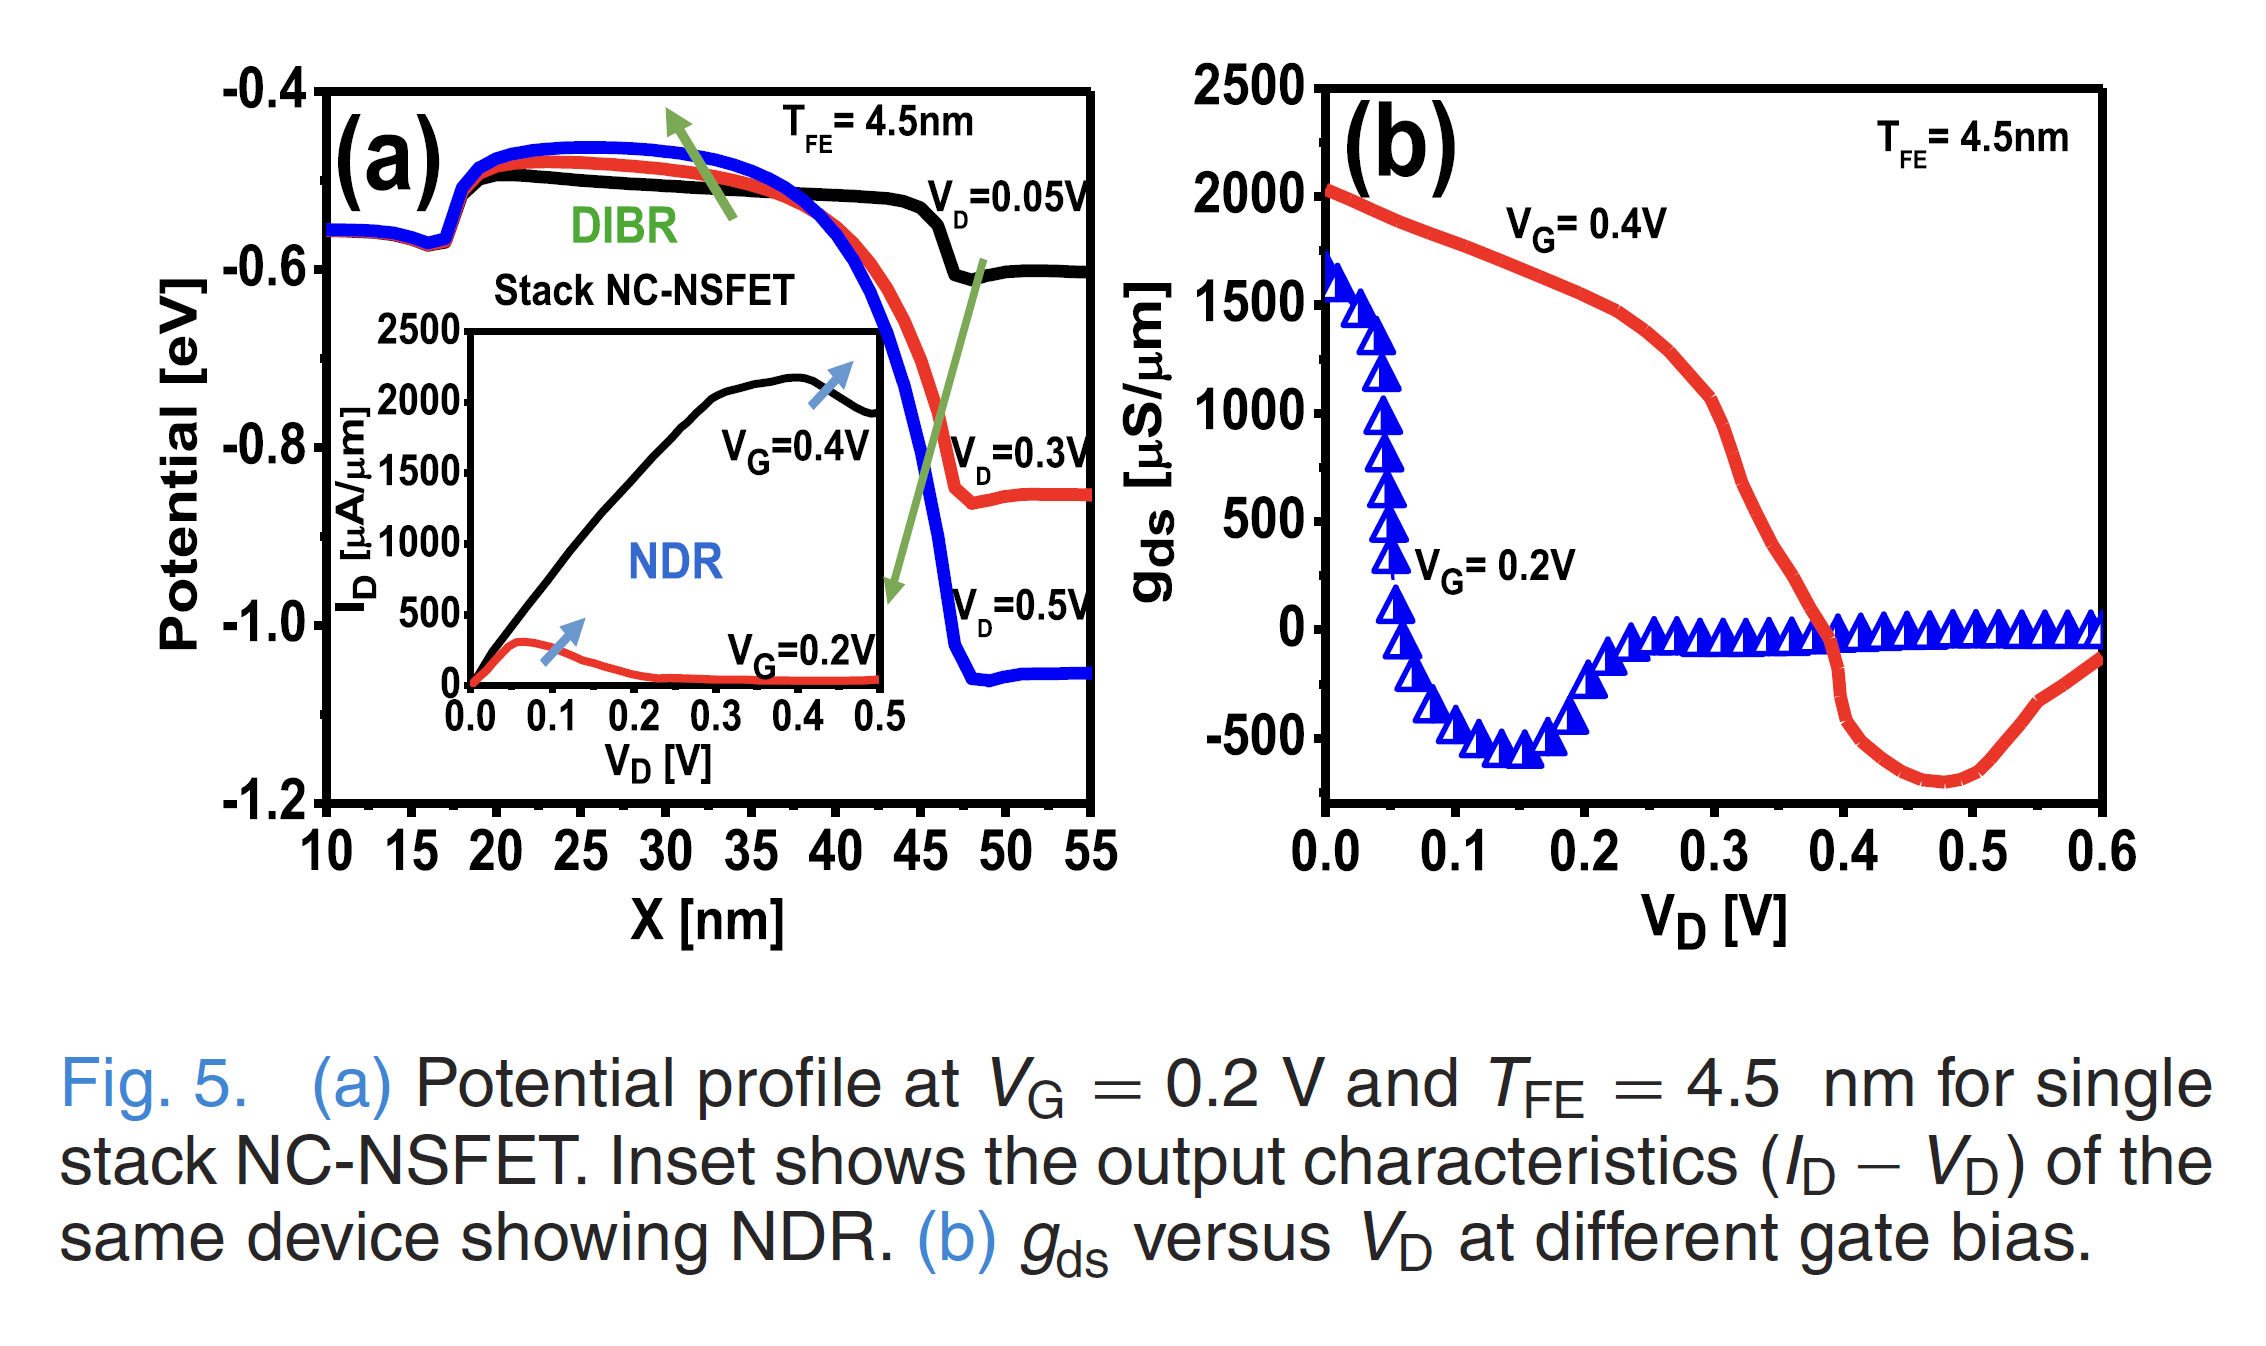 (a)
T_FE= 4.5nm
-0.4
-0.6
-0.8
-1.0
-1.2
Potential [eV]
V_D=0.05V
DIBR
Stack NC-NSFET
V_D=0.3V
V_D=0.5V
2500
2000
1500
1000
500
0
I_D [μA/μm]
V_G=0.4V
NDR
V_G=0.2V
0.0 0.1 0.2 0.3 0.4 0.5
V_D [V]
10 15 20 25 30 35 40 45 50 55
X [nm]
(b)
T_FE= 4.5nm
2500
2000
1500
1000
500
0
-500
g_ds [μS/μm]
V_G= 0.4V
V_G= 0.2V
0.0 0.1 0.2 0.3 0.4 0.5 0.6
V_D [V]
Fig. 5. (a) Potential profile at V_G = 0.2 V and T_FE = 4.5 nm for single
stack NC-NSFET. Inset shows the output characteristics (I_D − V_D) of the
same device showing NDR. (b) g_ds versus V_D at different gate bias.